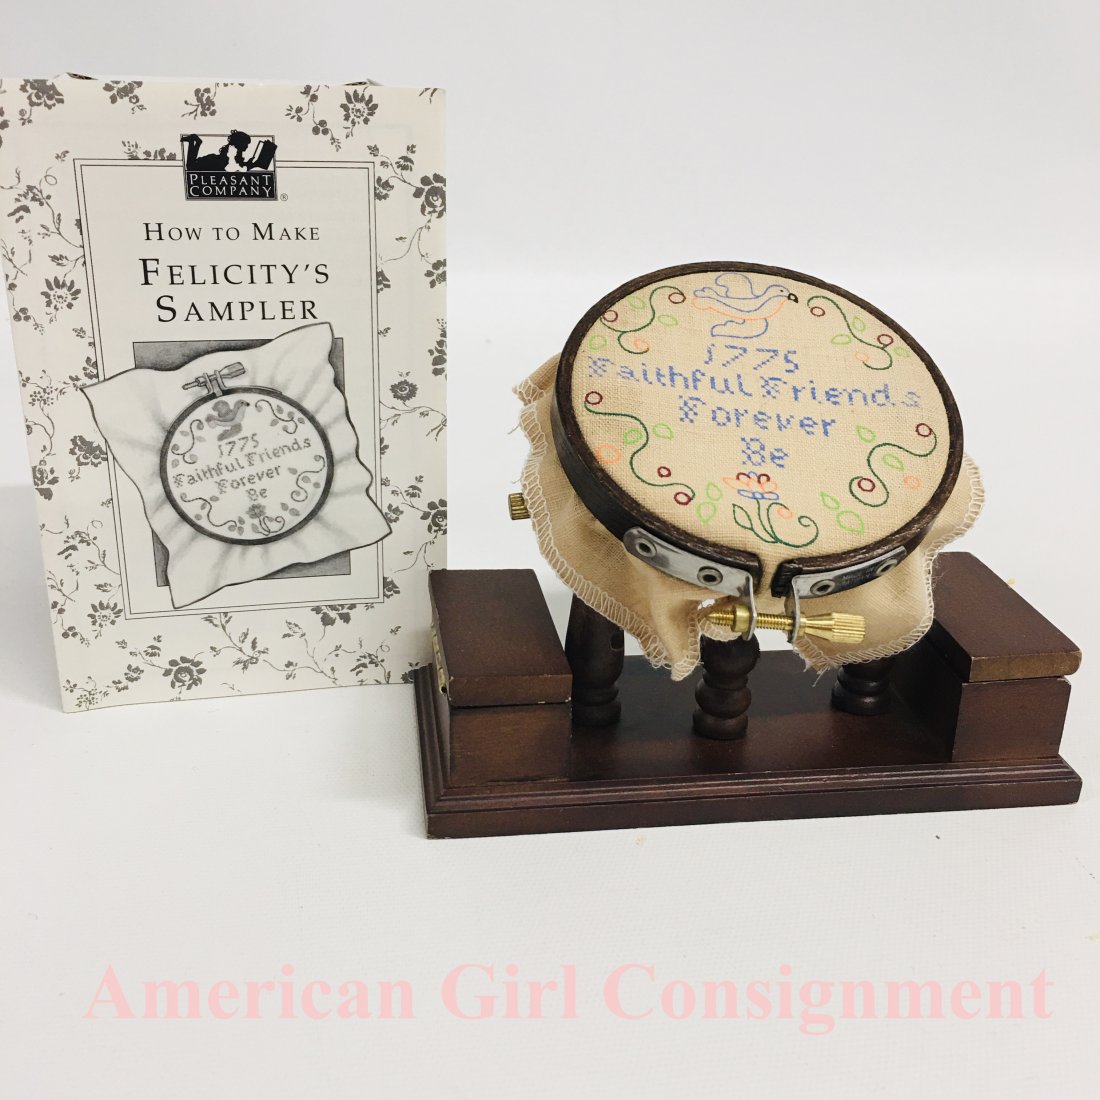 PLEASANT
COMPANY®
HOW TO MAKE
FELICITY'S
SAMPLER
1775
Faithful Friends
Forever
Be
1775
Faithful Friends
Forever
Be
American Girl Consignment